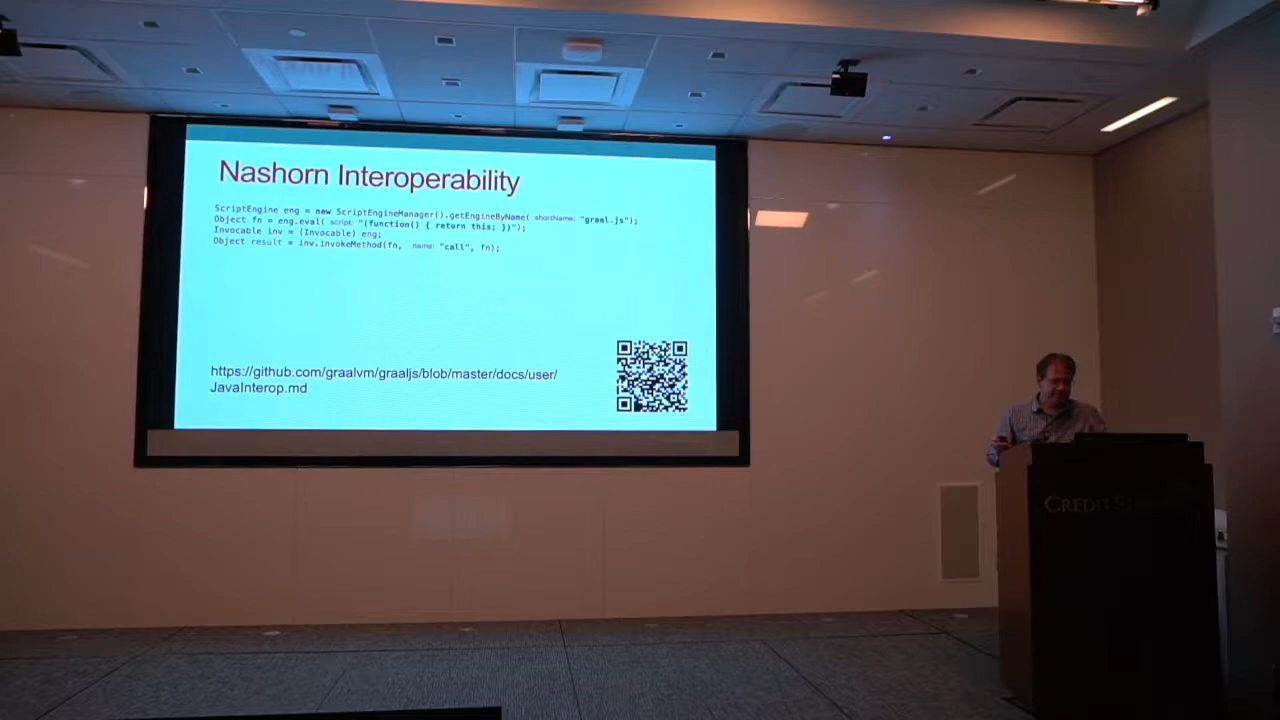 Nashorn Interoperability
ScriptEngine eng = new ScriptEngineManager().getEngineByName( shortName: "graal.js");
Object fn = eng.eval( script: "(function() { return this; })");
Invocable inv = (Invocable) eng;
Object result = inv.invokeMethod(fn, name: "call", fn);
https://github.com/graalvm/graaljs/blob/master/docs/user/
JavaInterop.md
CREDIT